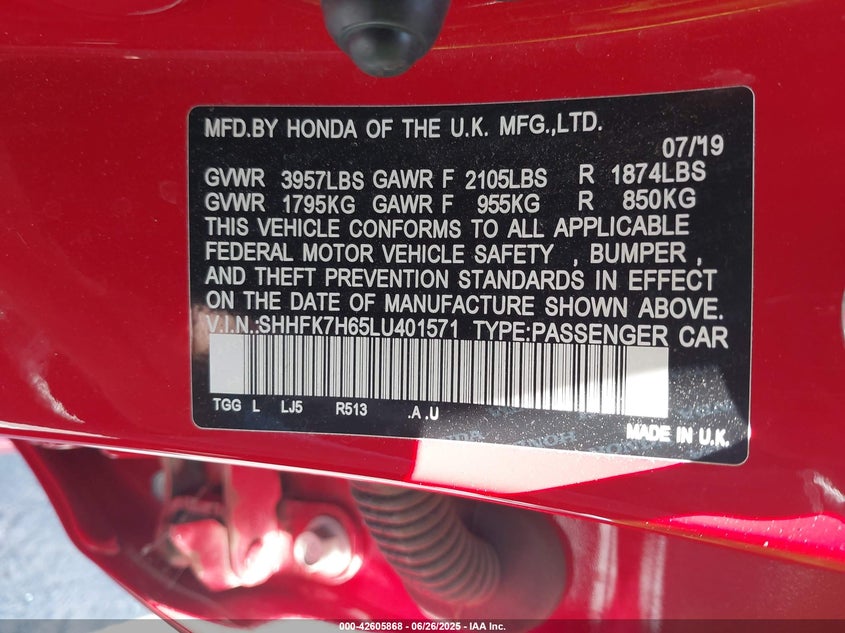 MFD.BY HONDA OF THE U.K. MFG.,LTD.
07/'19
GVWR 3957LBS GAWR F 2105LBS R 1874LBS
GVWR 1795KG GAWR F 955KG R 850KG
THIS VEHICLE CONFORMS TO ALL APPLICABLE
FEDERAL MOTOR VEHICLE SAFETY , BUMPER ,
AND THEFT PREVENTION STANDARDS IN EFFECT
ON THE DATE OF MANUFACTURE SHOWN ABOVE.
V.I.N.:SHHFK7H65LU401571 TYPE:PASSENGER CAR
TGG L LJ5 R513 .A .U
MADE IN U.K.
000-42605868 | 06/26/2025 - IAA Inc.